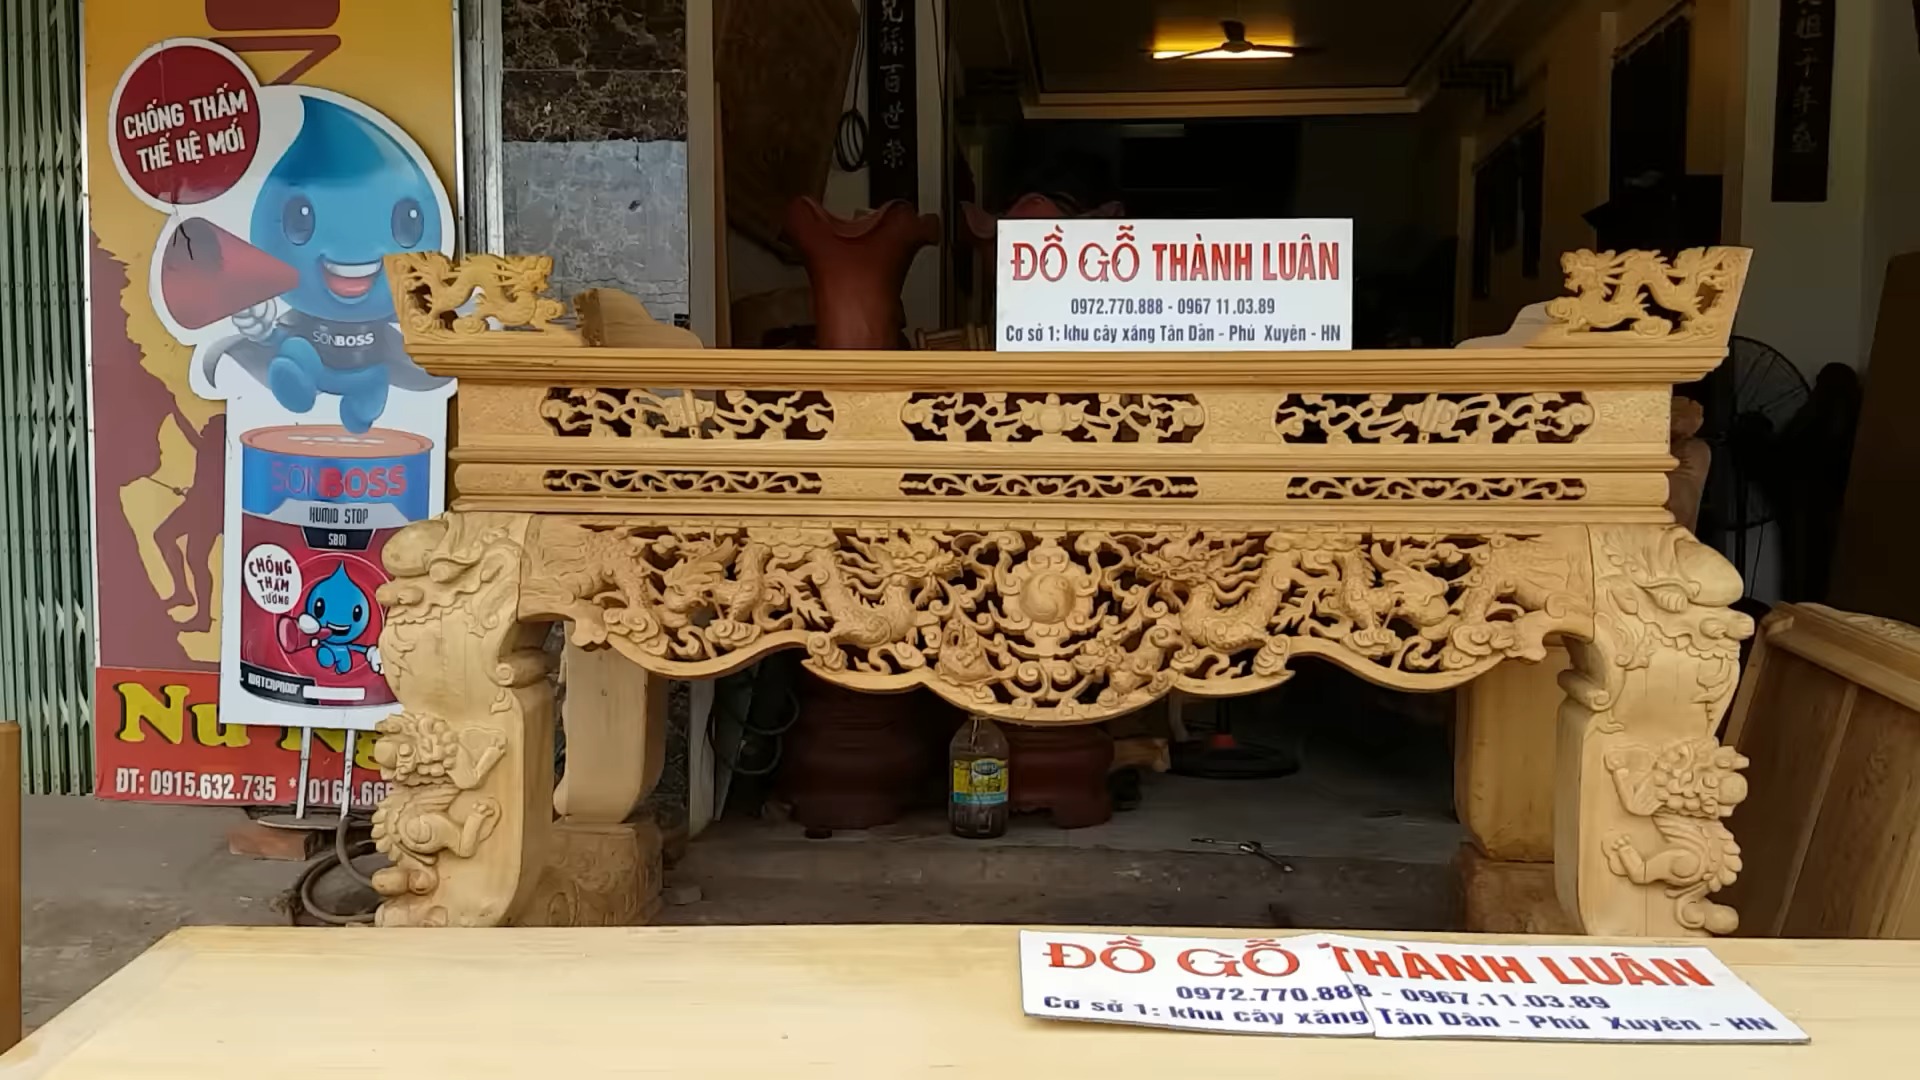 CHỐNG THẤM
THẾ HỆ MỚI
SONBOSS
SONBOSS
HUMID STOP
SB01
CHỐNG
THẤM
TƯỜNG
WATERPROOF
ĐT: 0915.632.735 *
ĐỒ GỖ THÀNH LUÂN
0972.770.888 - 0967 11.03.89
Cơ sở 1: khu cây xăng Tân Dân - Phú Xuyên - HN
ĐỒ GỖ THÀNH LUÂN
0972.770.888 - 0967.11.03.89
Cơ sở 1: khu cây xăng Tân Dân - Phú Xuyên - HN